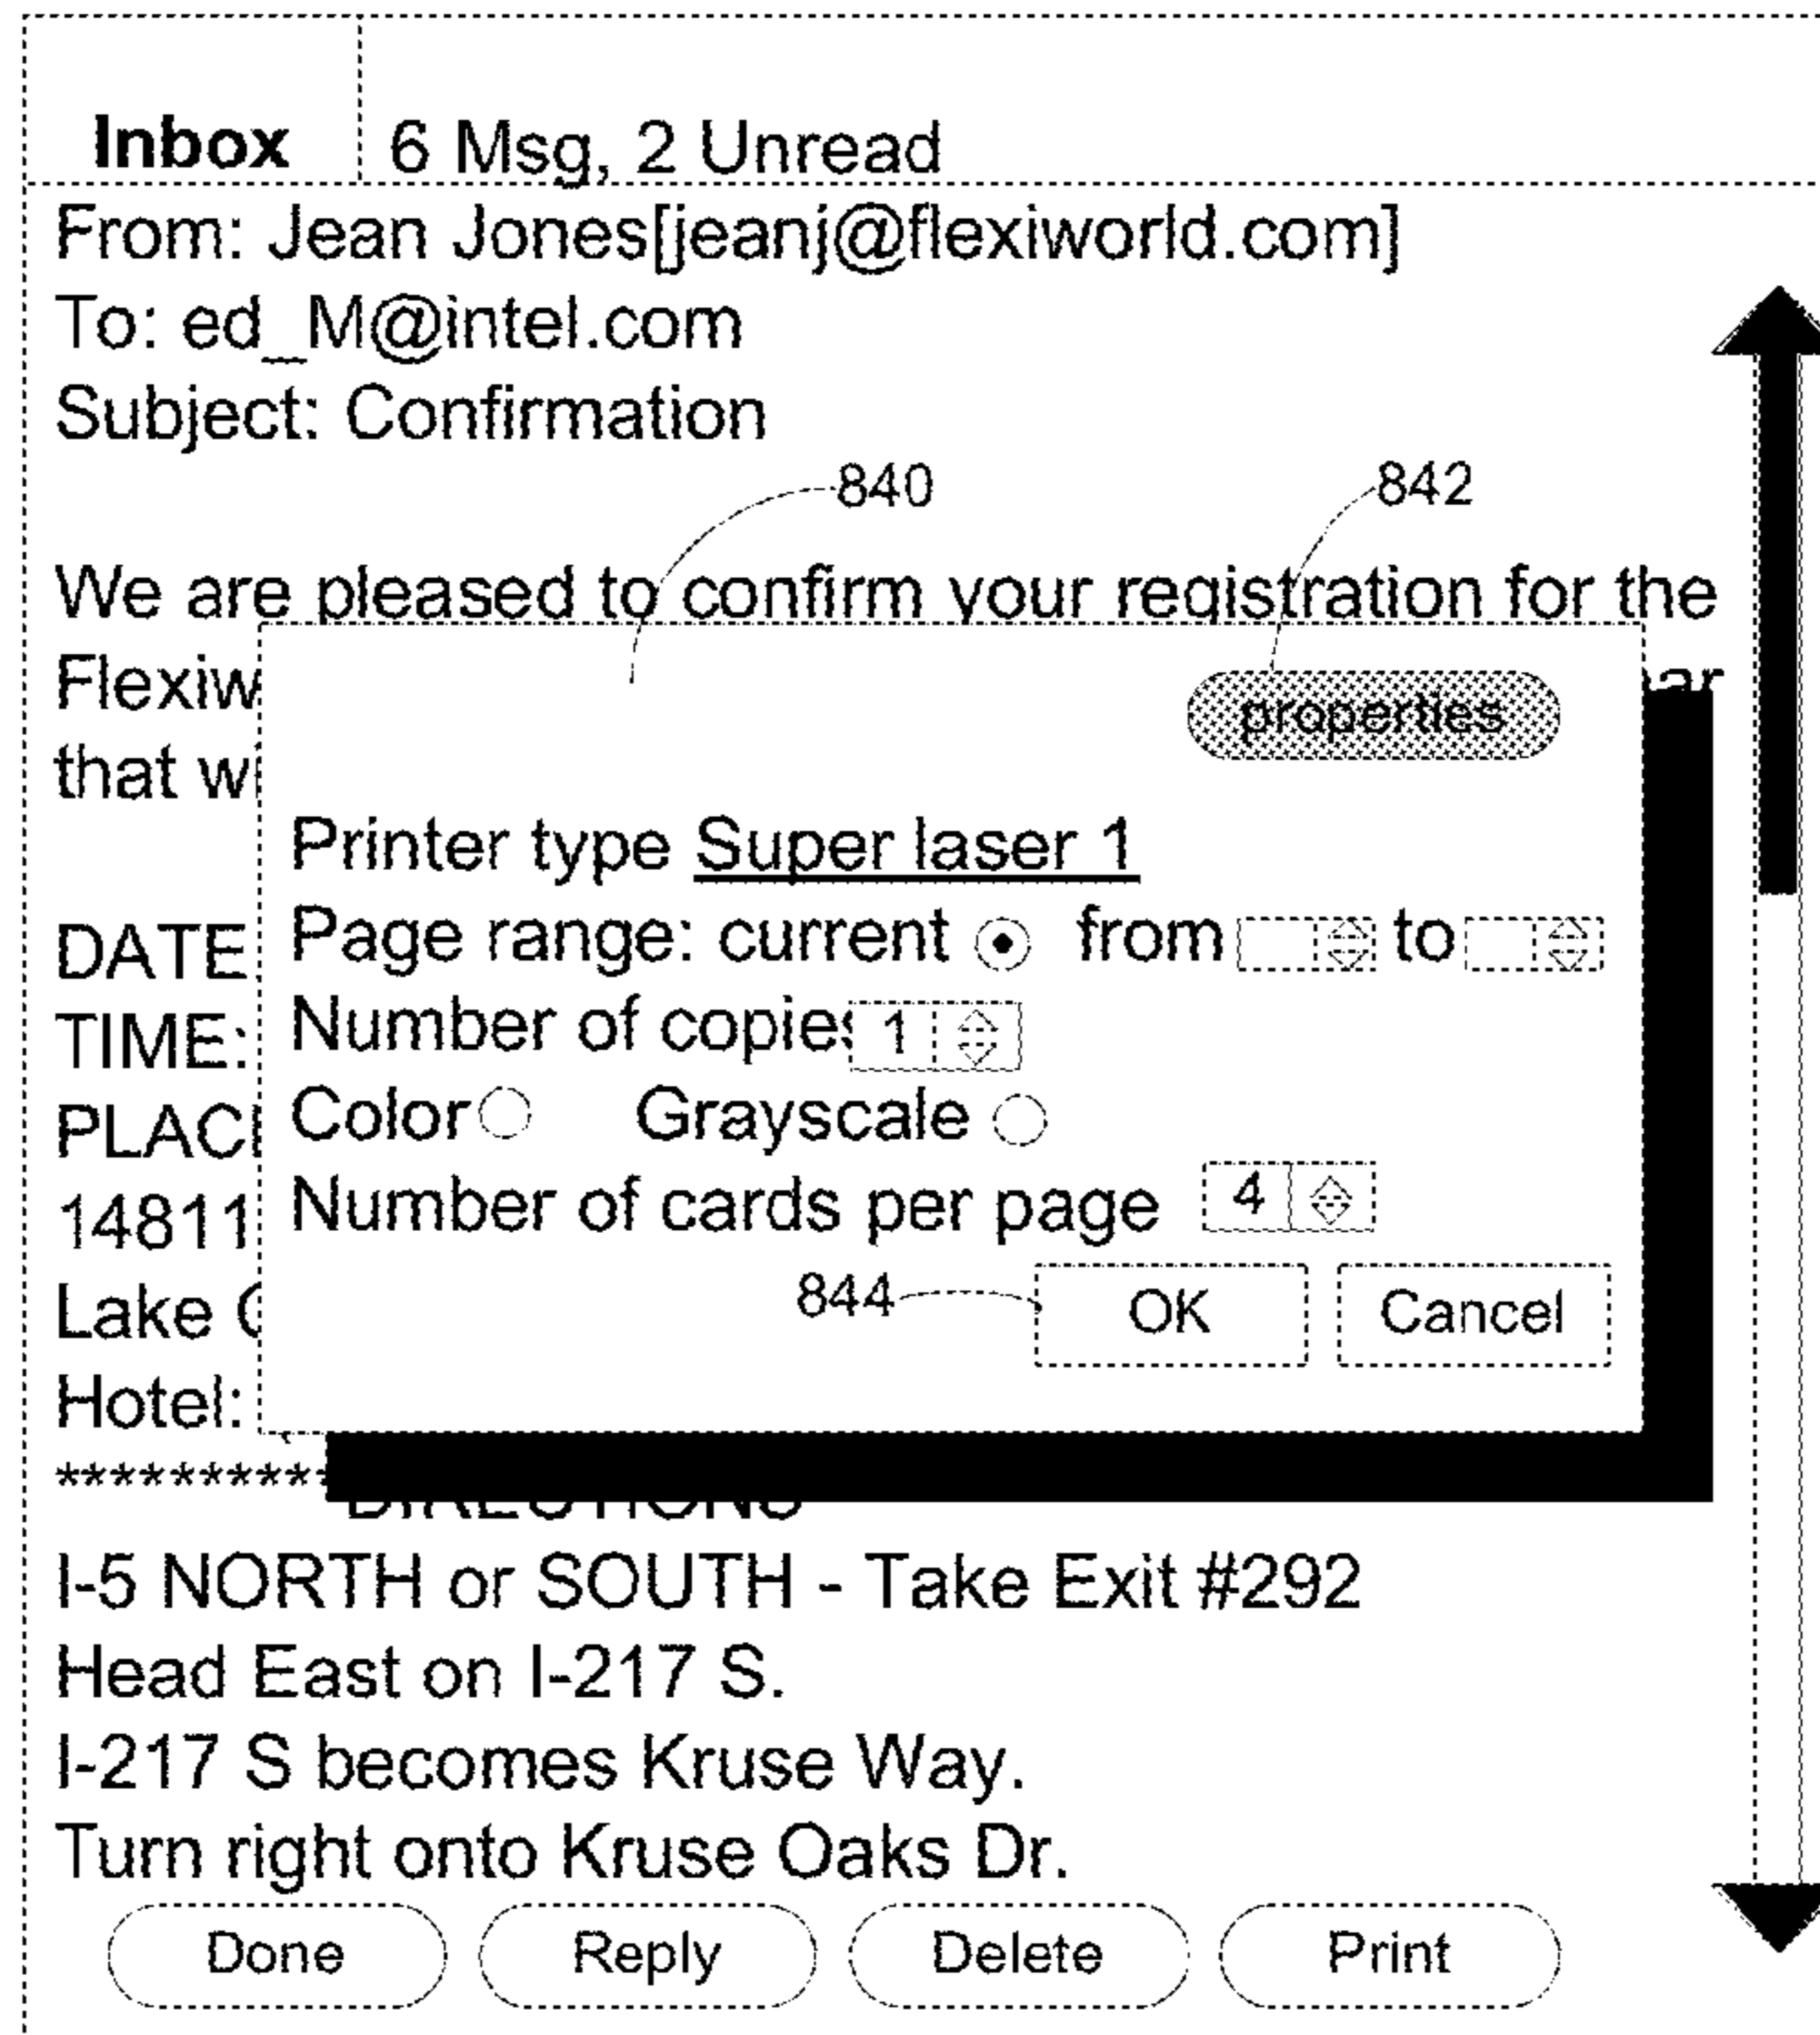 Inbox 6 Msg, 2 Unread
From: Jean Jones[jeanj@flexiworld.com]
To: ed_M@intel.com
Subject: Confirmation
840 842
We are pleased to confirm your registration for the
Flexiw
properties
that w
Printer type Super laser 1
DATE
Page range: current from to
TIME:
Number of copies 1
PLAC
Color Grayscale
14811
Number of cards per page 4
Lake
844 OK Cancel
Hotel:
**********
DIRECTIONS
I-5 NORTH or SOUTH - Take Exit #292
Head East on I-217 S.
I-217 S becomes Kruse Way.
Turn right onto Kruse Oaks Dr.
Done Reply Delete Print